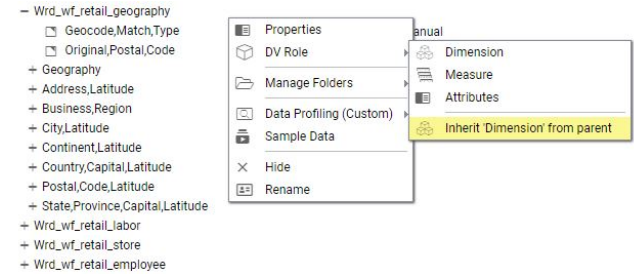 Wrd_wf_retail_geography
Geocode,Match,Type
Original,Postal,Code
Geography
Address,Latitude
Business,Region
City,Latitude
Continent,Latitude
Country,Capital,Latitude
Postal,Code,Latitude
State,Province,Capital,Latitude
Wrd_wf_retail_labor
Wrd_wf_retail_store
Wrd_wf_retail_employee
Properties
DV Role
Manage Folders
Data Profiling (Custom)
Sample Data
Hide
Rename
anual
Dimension
Measure
Attributes
Inherit 'Dimension' from parent